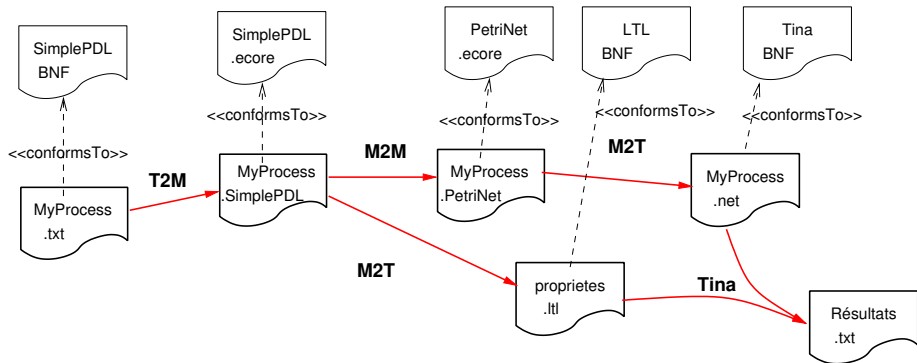 SimplePDL
BNF
SimplePDL
.ecore
PetriNet
.ecore
LTL
BNF
Tina
BNF
<<conformsTo>>
<<conformsTo>>
<<conformsTo>>
<<conformsTo>>
<<conformsTo>>
T2M
M2M
M2T
MyProcess
.txt
MyProcess
.SimplePDL
MyProcess
.PetriNet
MyProcess
.net
M2T
proprietes
.ltl
Tina
Résultats
.txt